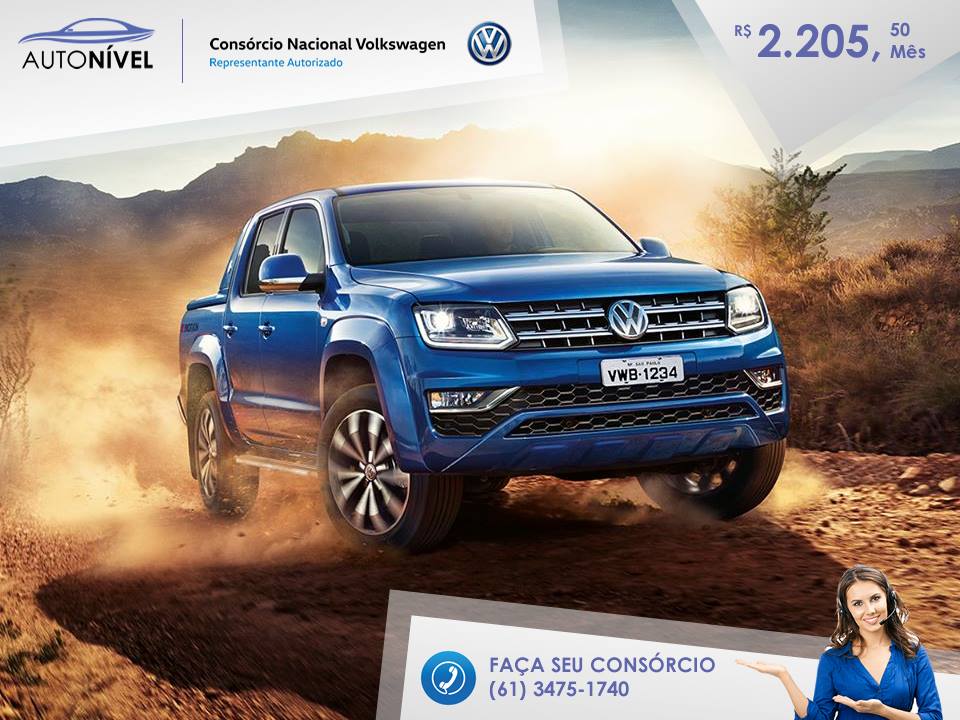 AUTONÍVEL
Consórcio Nacional Volkswagen
Representante Autorizado
R$ 2.205,50
Mês
VWB·1234
FAÇA SEU CONSÓRCIO
(61) 3475-1740